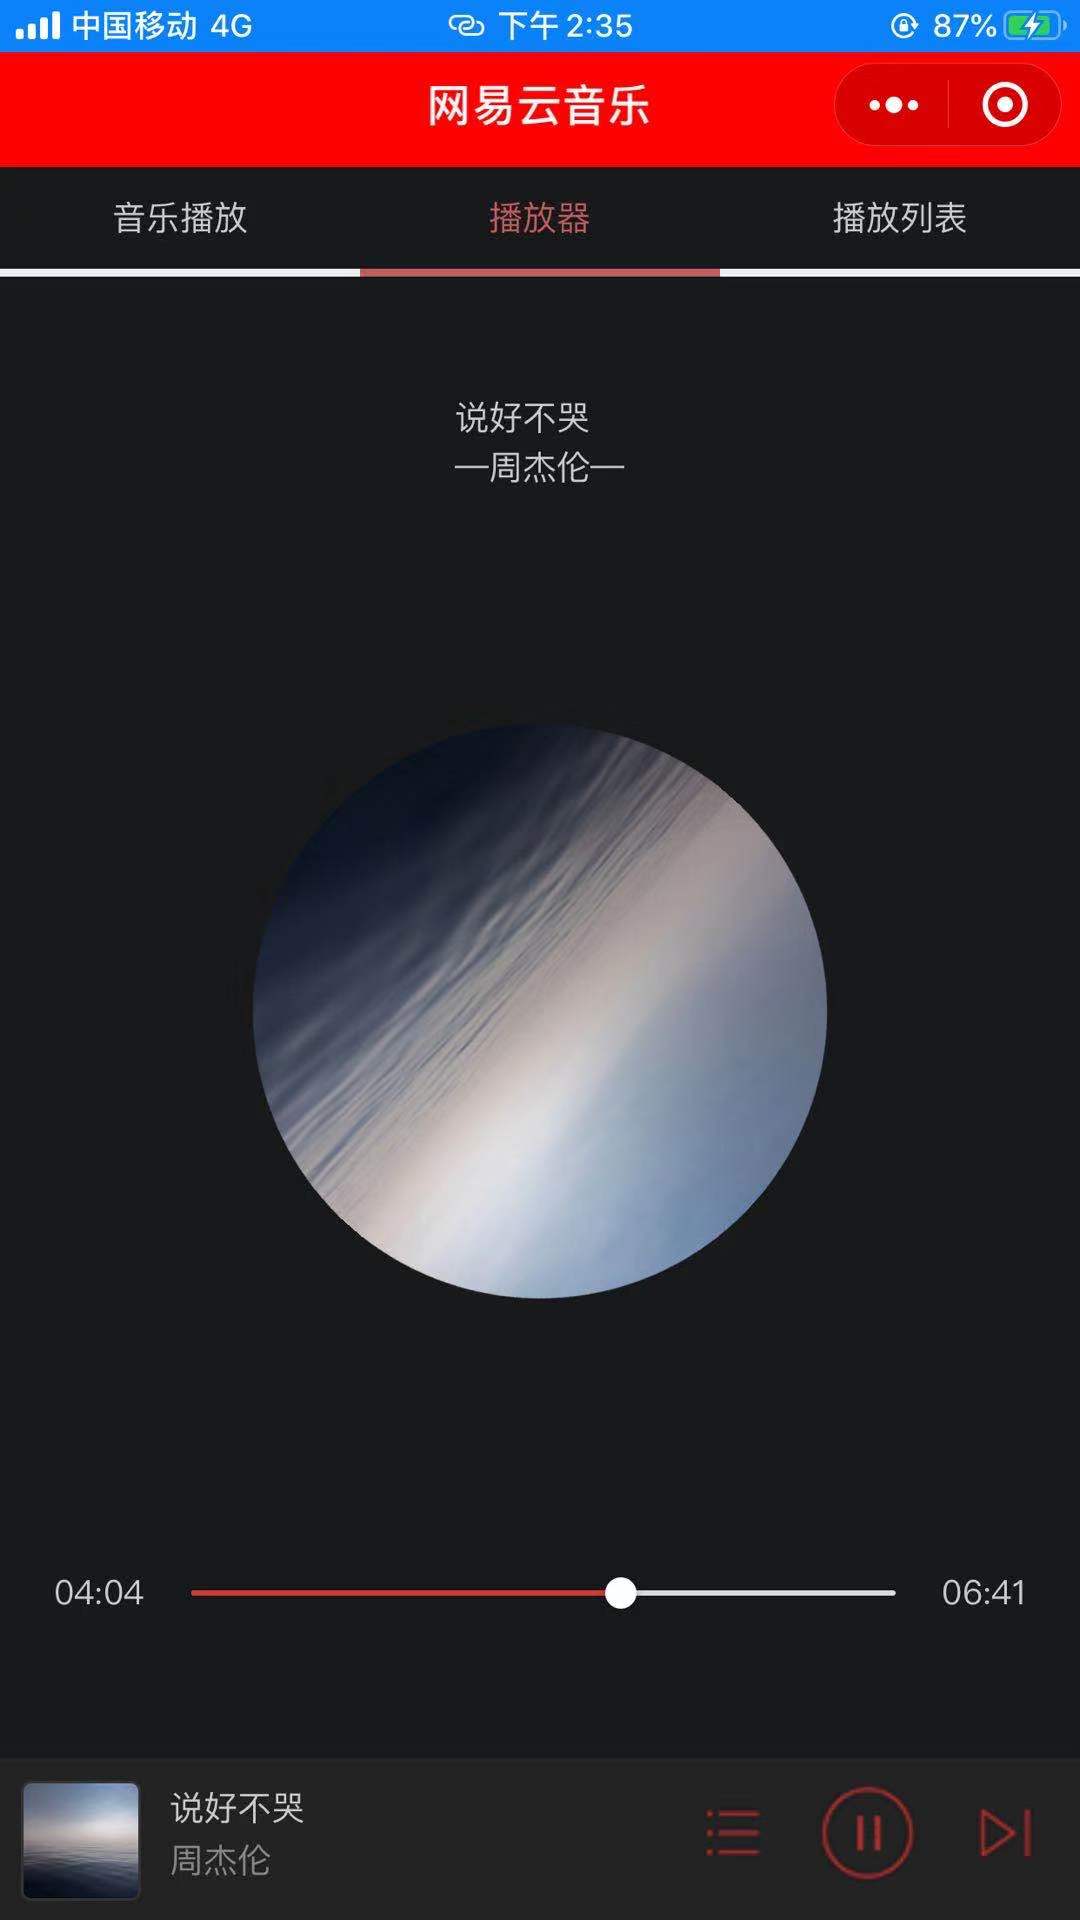 中国移动 4G 下午2:35 87%
网易云音乐
音乐播放 播放器 播放列表
说好不哭
—周杰伦—
04:04 06:41
说好不哭
周杰伦